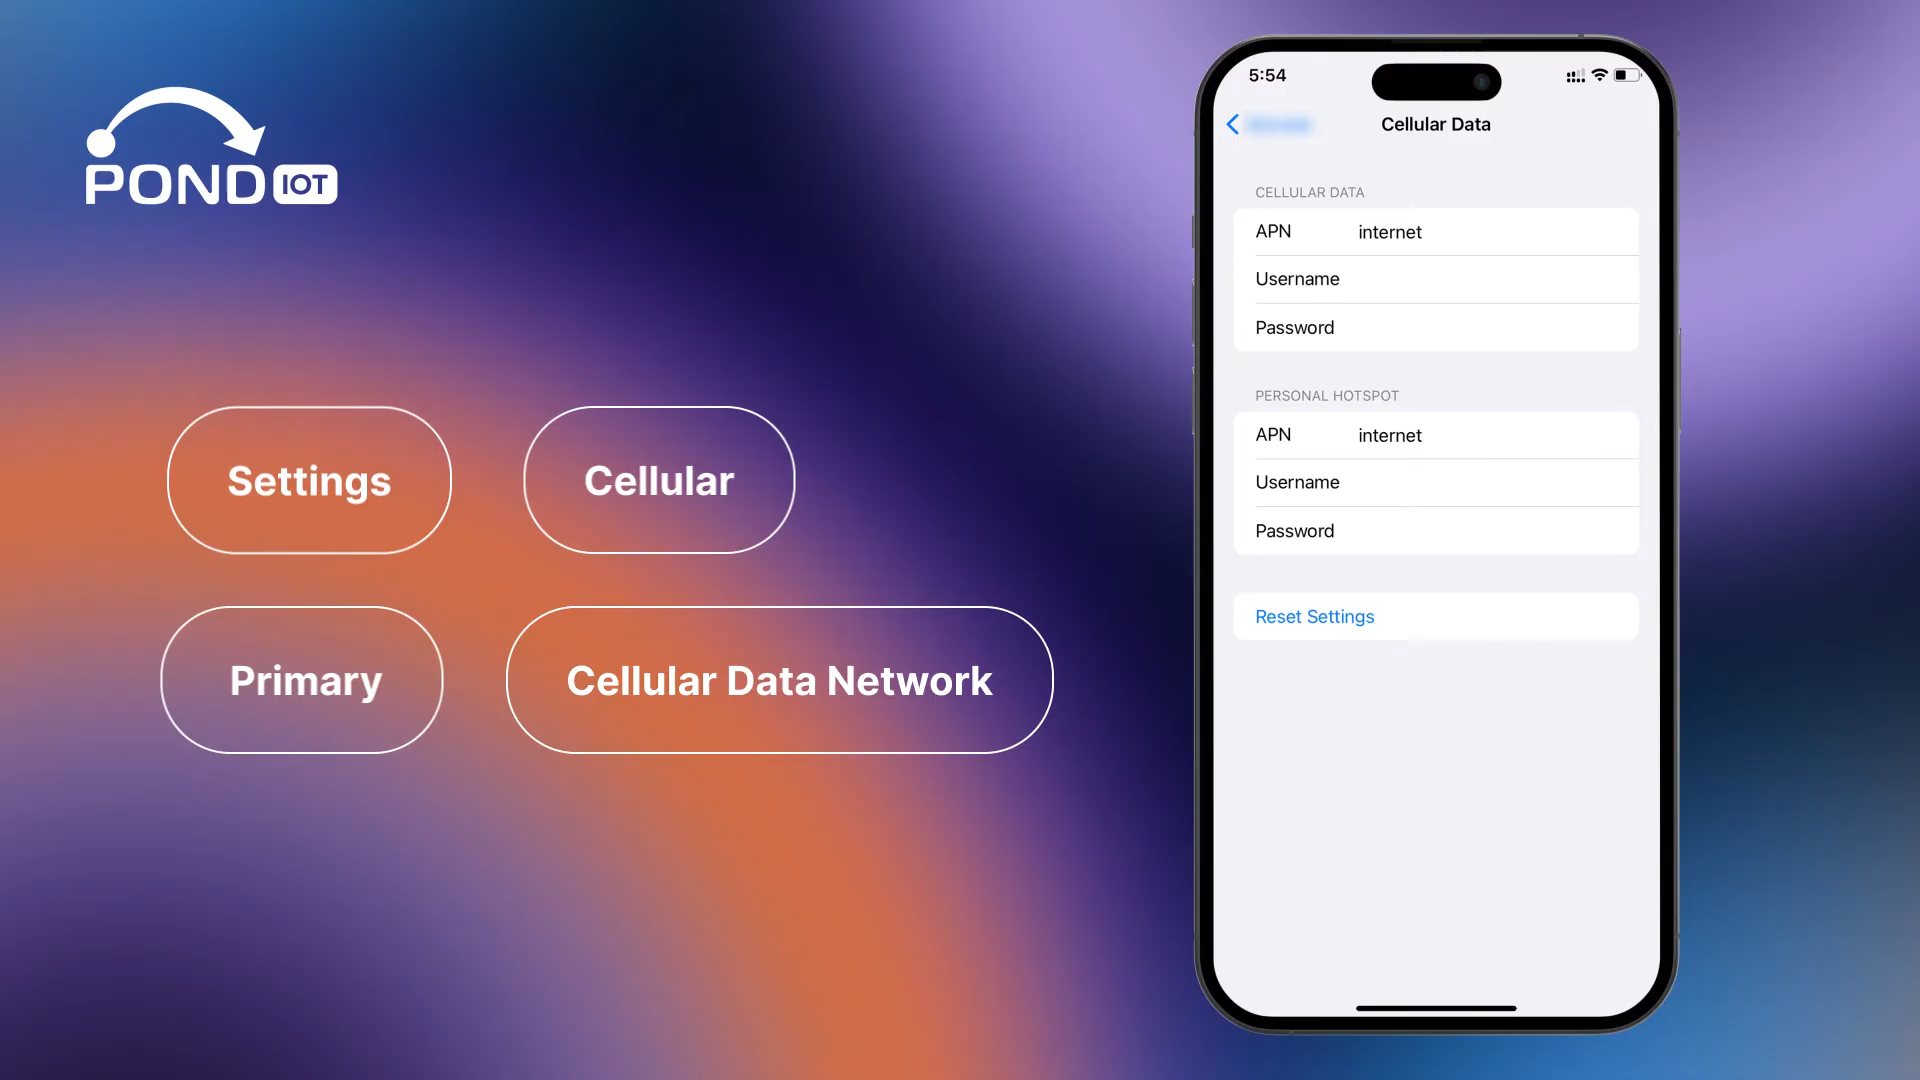 POND IOT
Settings
Cellular
Primary
Cellular Data Network
5:54
Cellular Data
CELLULAR DATA
APN internet
Username
Password
PERSONAL HOTSPOT
APN internet
Username
Password
Reset Settings